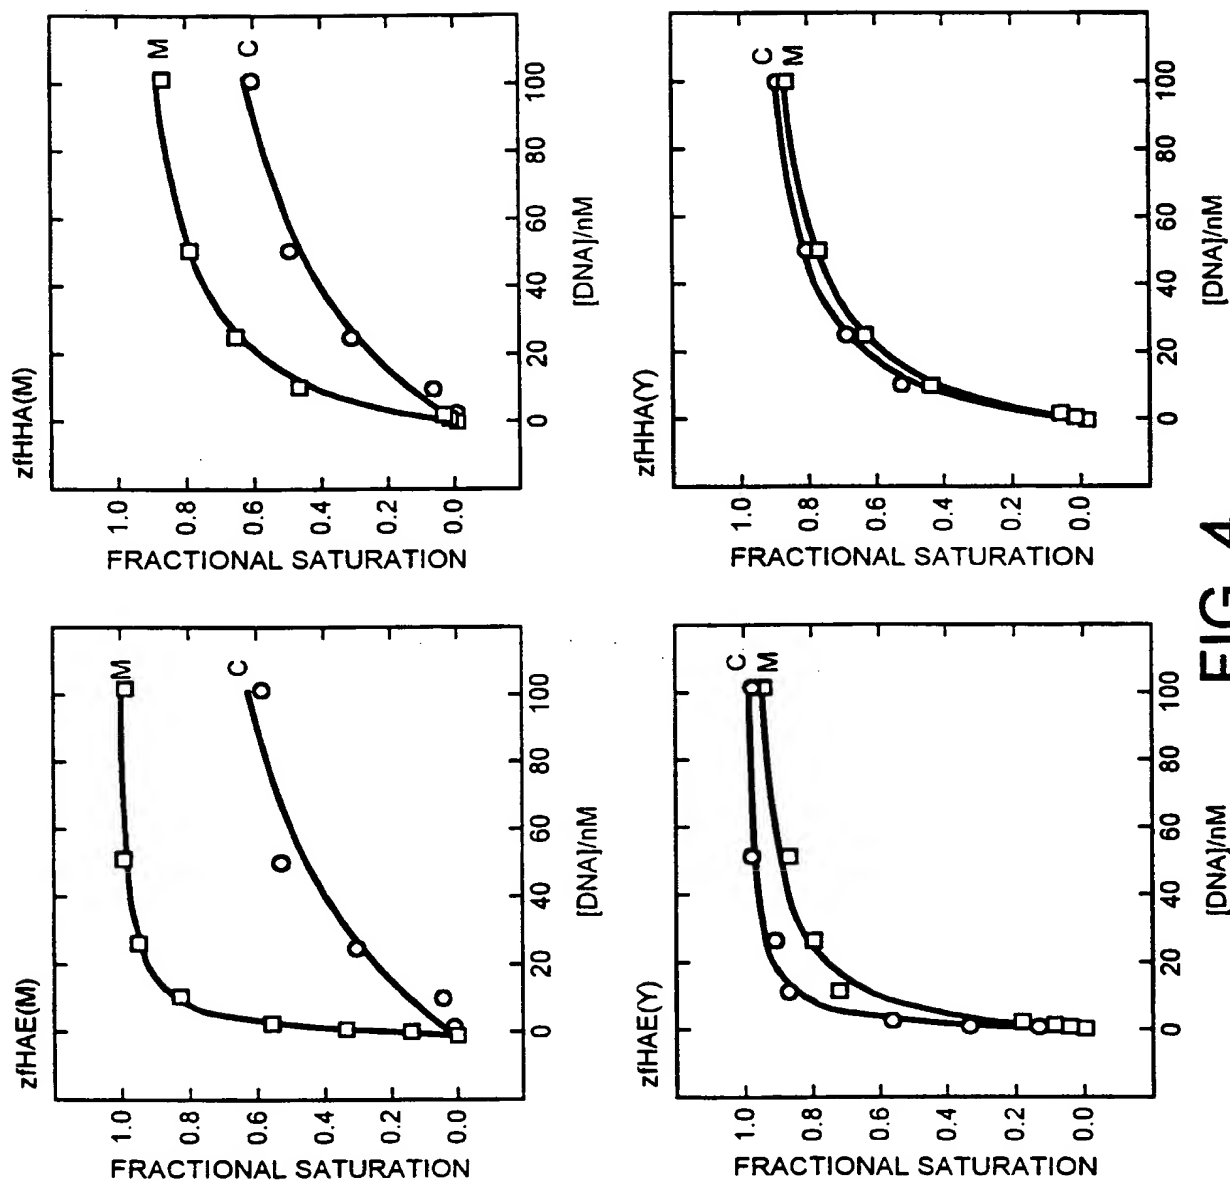 zfHAE(M)
FRACTIONAL SATURATION
1.0
0.8
0.6
0.4
0.2
0.0
M
C
0 20 40 60 80 100
[DNA]/nM
zfHHA(M)
FRACTIONAL SATURATION
1.0
0.8
0.6
0.4
0.2
0.0
M
C
0 20 40 60 80 100
[DNA]/nM
zfHAE(Y)
FRACTIONAL SATURATION
1.0
0.8
0.6
0.4
0.2
0.0
C
M
0 20 40 60 80 100
[DNA]/nM
zfHHA(Y)
FRACTIONAL SATURATION
1.0
0.8
0.6
0.4
0.2
0.0
C
M
0 20 40 60 80 100
[DNA]/nM
FIG 4